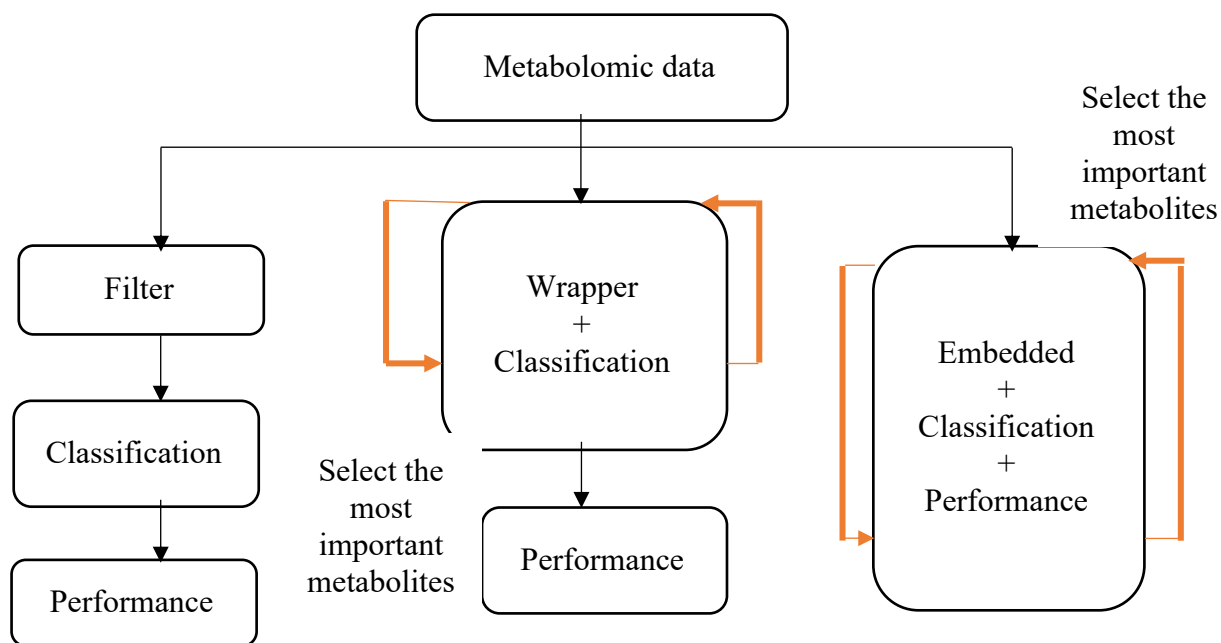 Metabolomic data
Select the
most
important
metabolites
Filter
Classification
Performance
Wrapper
+
Classification
Select the
most
important
metabolites
Performance
Embedded
+
Classification
+
Performance